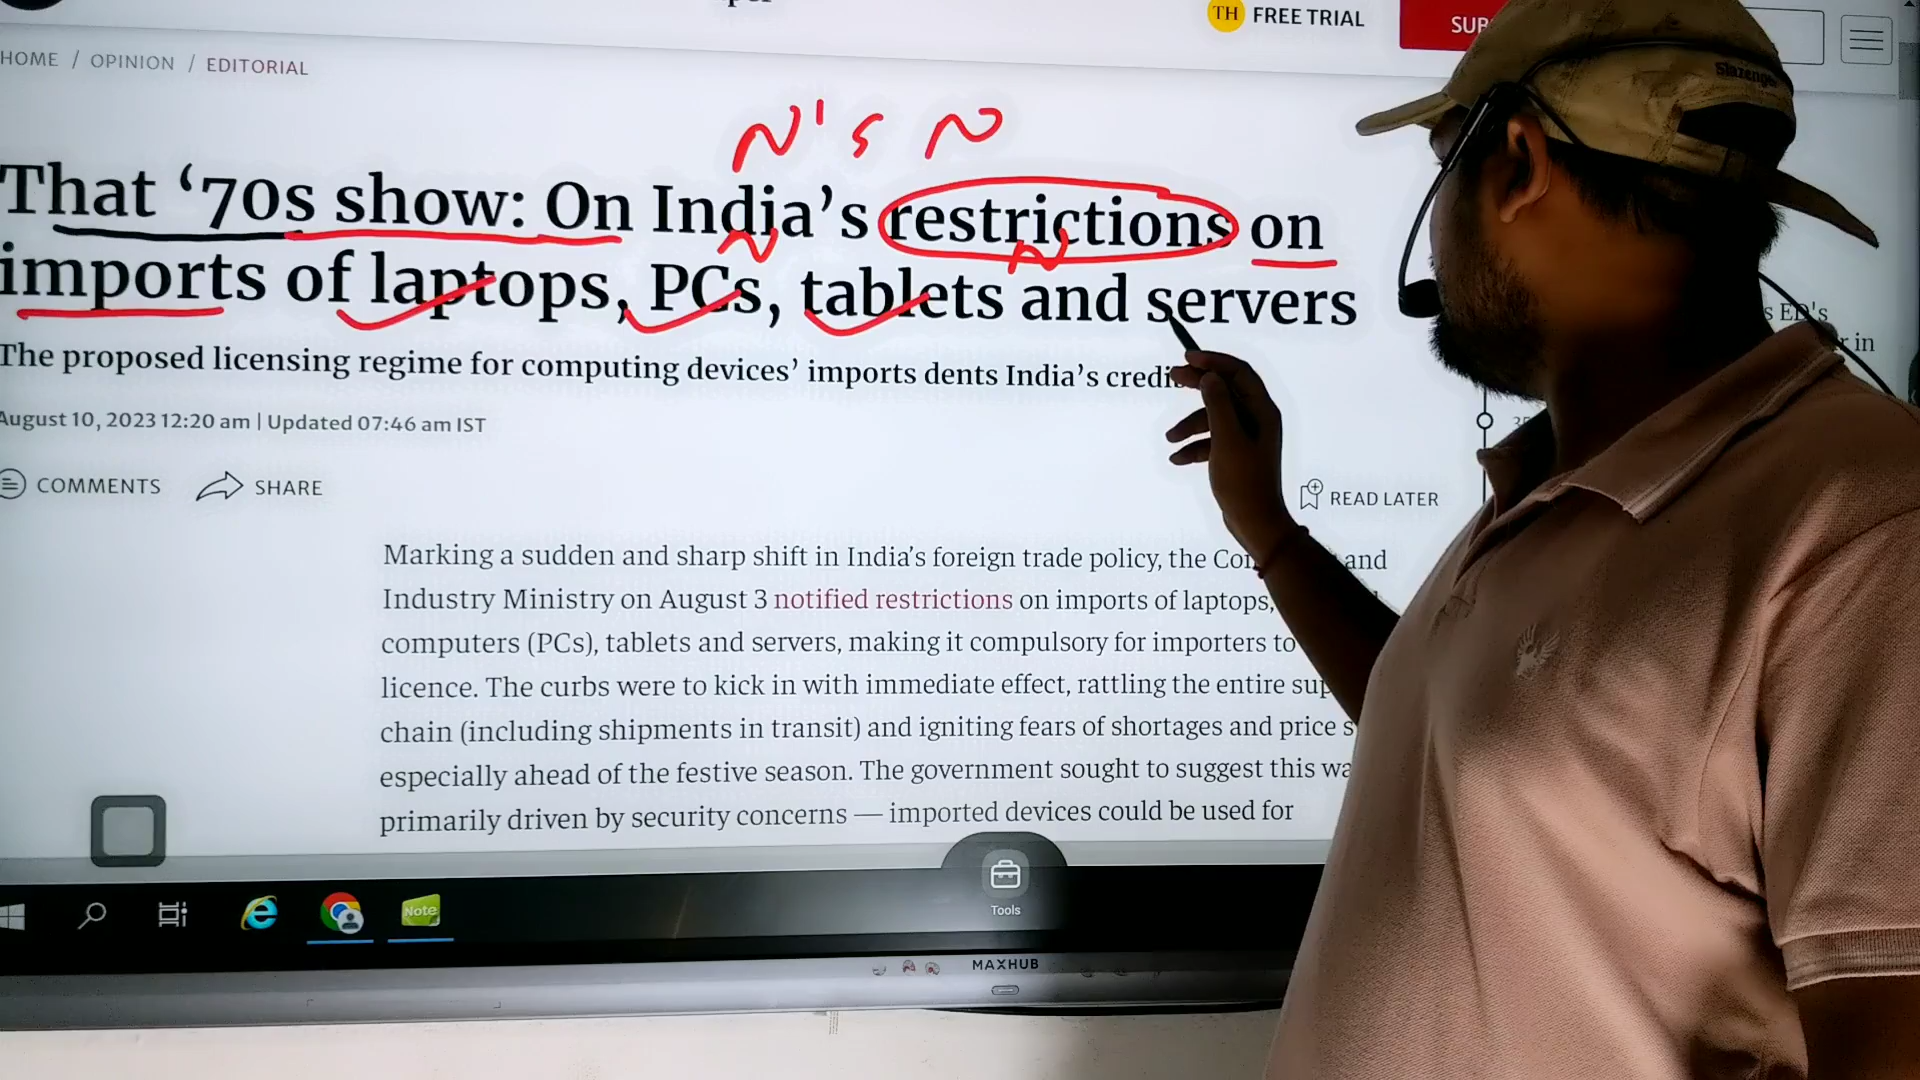 TH FREE TRIAL
HOME / OPINION / EDITORIAL
Slazenger
N's N
That ‘70s show: On India’s restrictions on
imports of laptops, PCs, tablets and servers
N N
The proposed licensing regime for computing devices’ imports dents India’s
August 10, 2023 12:20 am | Updated 07:46 am IST
COMMENTS SHARE
READ LATER
Marking a sudden and sharp shift in India’s foreign trade policy, the and
Industry Ministry on August 3 notified restrictions on imports of laptops,
computers (PCs), tablets and servers, making it compulsory for importers to
licence. The curbs were to kick in with immediate effect, rattling the entire
chain (including shipments in transit) and igniting fears of shortages and price
especially ahead of the festive season. The government sought to suggest this
primarily driven by security concerns — imported devices could be used for
Note
Tools
MAXHUB